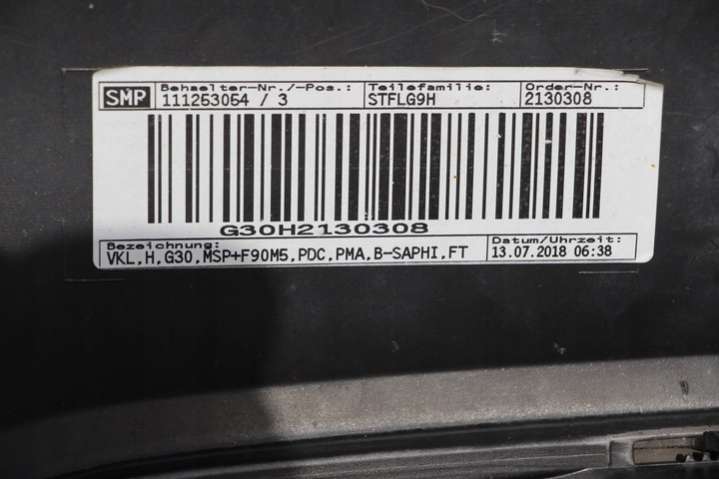 SMP
Behaelter-Nr./-Pos.: Teilefamilie: Order-Nr.:
111253054 / 3 STFLG9H 2130308
G30H2130308
Bezeichnung: Datum/Uhrzeit:
VKL,H,G30,MSP+F90M5,PDC,PMA,B-SAPHI,FT 13.07.2018 06:38